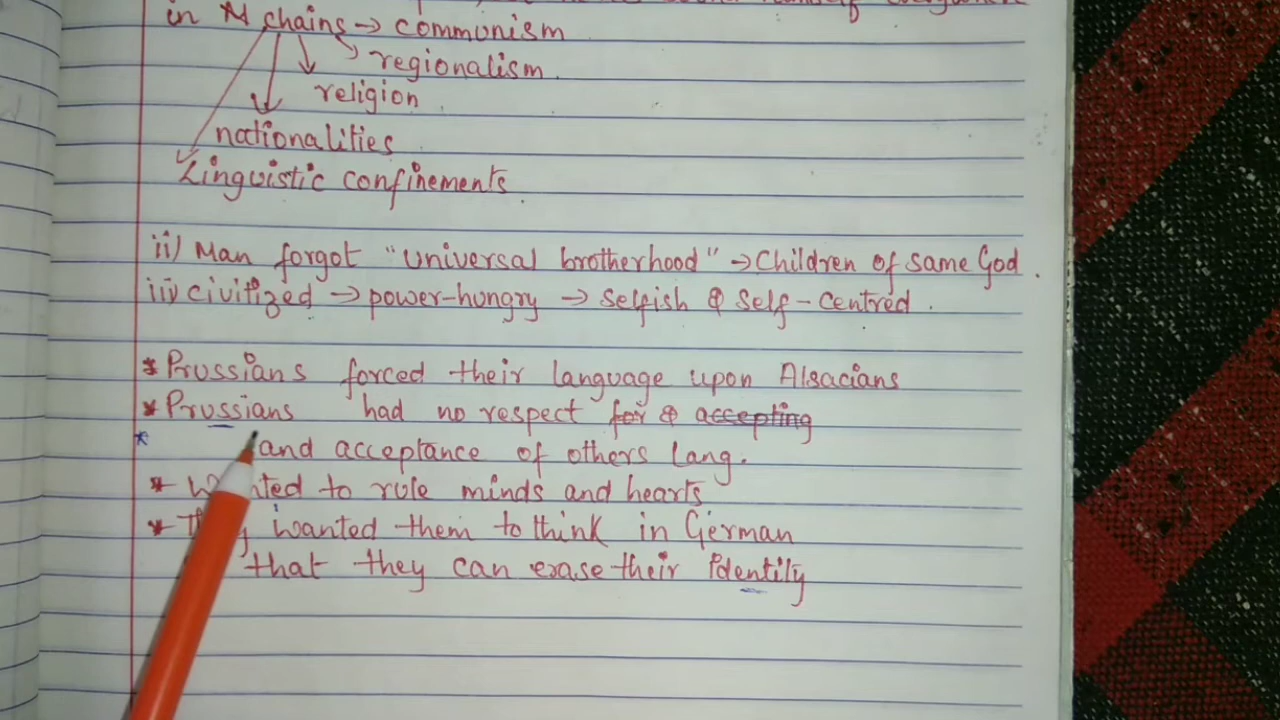 in chains → communism
regionalism.
religion.
nationalities
Linguistic confinements.
ii) Man forgot "universal brotherhood" → Children of same God.
iii) civilized → power-hungry → Selfish & Self-Centred.
* Prussians forced their language upon Alsacians
* Prussians had no respect for & accepting
and acceptance of others Lang.
* Wanted to rule minds and hearts
* They wanted them to think in German
that they can erase their identity